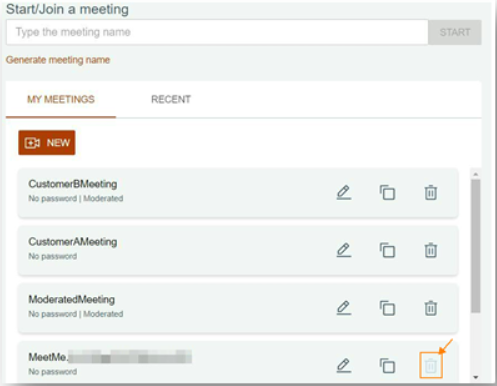 Start/Join a meeting
Type the meeting name
START
Generate meeting name
MY MEETINGS
RECENT
NEW
CustomerBMeeting
No password | Moderated
CustomerAMeeting
No password
ModeratedMeeting
No password | Moderated
MeetMe.
No password